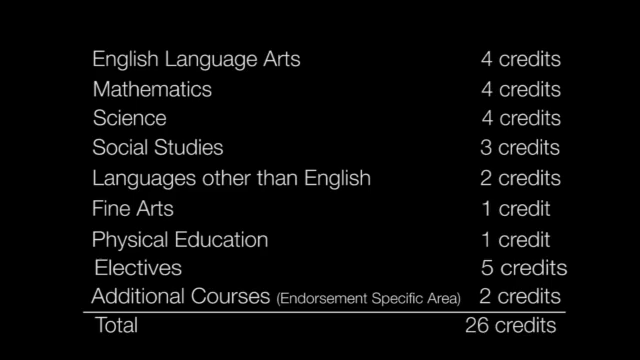 English Language Arts 4 credits
Mathematics 4 credits
Science 4 credits
Social Studies 3 credits
Languages other than English 2 credits
Fine Arts 1 credit
Physical Education 1 credit
Electives 5 credits
Additional Courses (Endorsement Specific Area) 2 credits
Total 26 credits